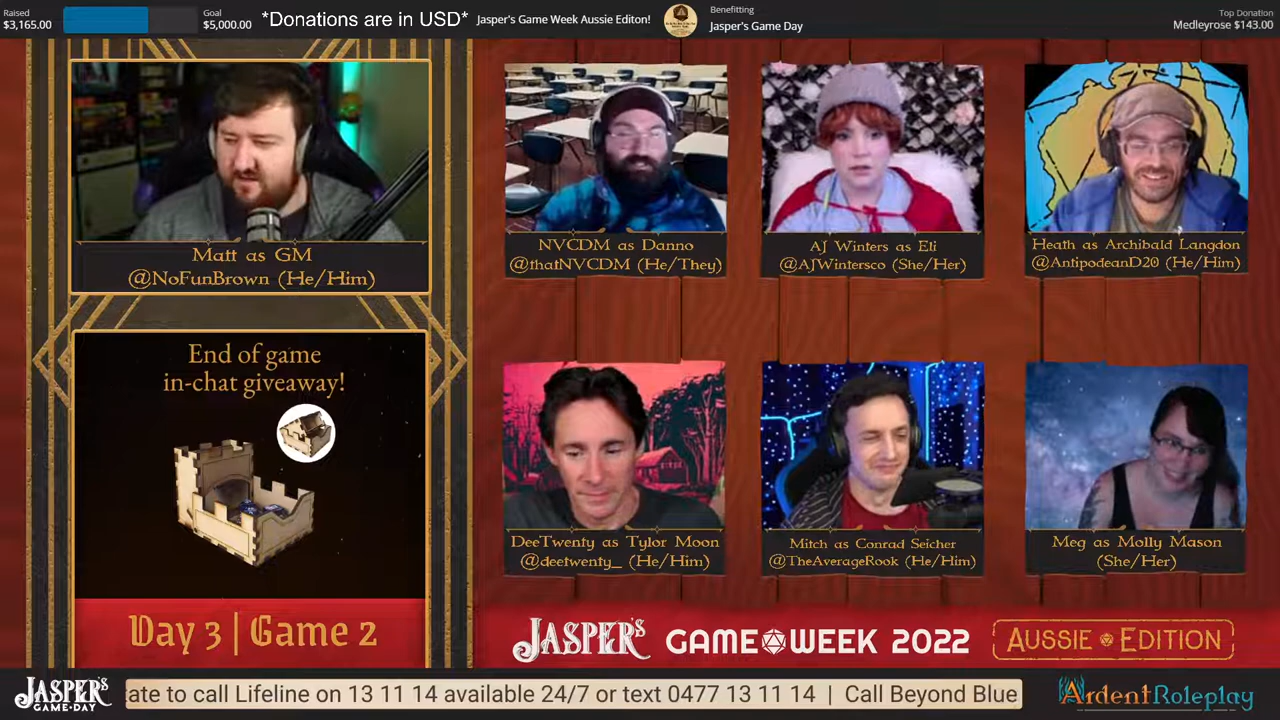 Raised
$3,165.00
Goal
$5,000.00
*Donations are in USD*
Jasper's Game Week Aussie Editon!
Benefitting
Jasper's Game Day
Top Donation
Medleyrose $143.00
Matt as GM
@NoFunBrown (He/Him)
NVCDM as Danno
@thatNVCDM (He/They)
AJ Winters as Eli
@AJWintersco (She/Her)
Heath as Archibald Langdon
@AntipodeanD20 (He/Him)
End of game
in-chat giveaway!
DeeTwenty as Tylor Moon
@deetwenty_ (He/Him)
Mitch as Conrad Seicher
@TheAverageRook (He/Him)
Meg as Molly Mason
(She/Her)
Day 3 | Game 2
JASPER'S GAME WEEK 2022
AUSSIE EDITION
JASPER'S
GAME·DAY
ate to call Lifeline on 13 11 14 available 24/7 or text 0477 13 11 14 | Call Beyond Blue
ArdentRoleplay